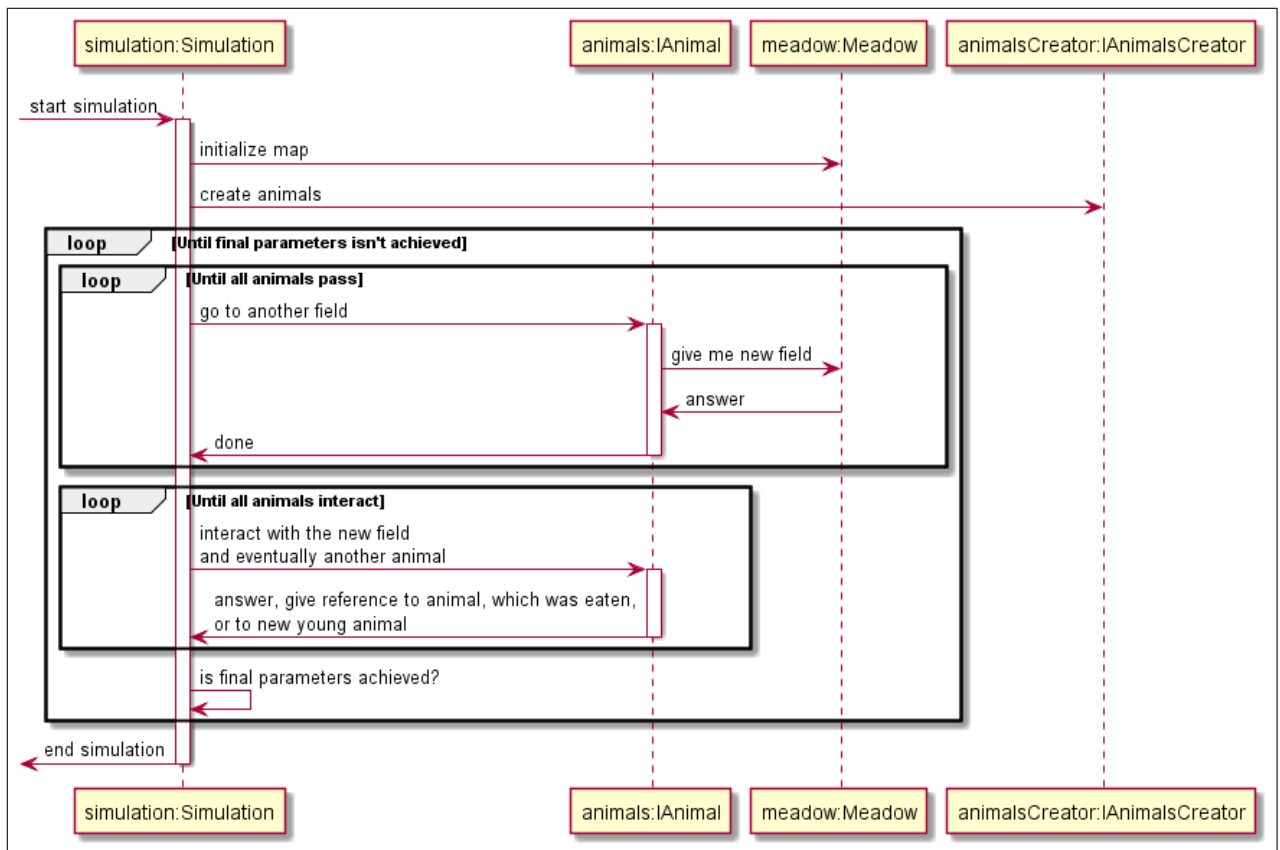 simulation:Simulation
animals:IAnimal
meadow:Meadow
animalsCreator:IAnimalsCreator
start simulation
initialize map
create animals
loop
[Until final parameters isn't achieved]
loop
[Until all animals pass]
go to another field
give me new field
answer
done
loop
[Until all animals interact]
interact with the new field
and eventually another animal
answer, give reference to animal, which was eaten,
or to new young animal
is final parameters achieved?
end simulation
simulation:Simulation
animals:IAnimal
meadow:Meadow
animalsCreator:IAnimalsCreator